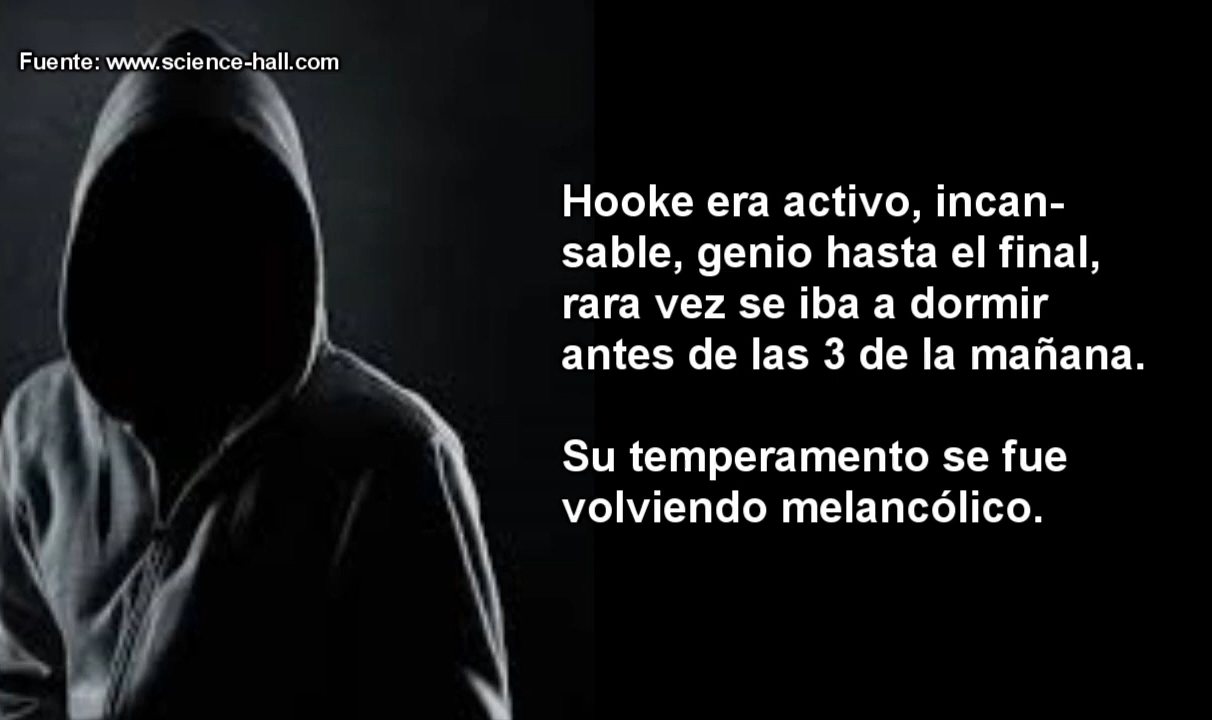 Fuente: www.science-hall.com
Hooke era activo, incan-
sable, genio hasta el final,
rara vez se iba a dormir
antes de las 3 de la mañana.
Su temperamento se fue
volviendo melancólico.